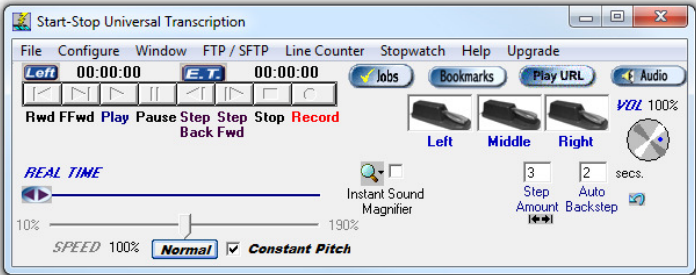 Start-Stop Universal Transcription
File Configure Window FTP / SFTP Line Counter Stopwatch Help Upgrade
Left 00:00:00 E.T. 00:00:00 Jobs Bookmarks Play URL Audio
VOL 100%
Rwd FFwd Play Pause Step Step Stop Record
Back Fwd
Left Middle Right
REAL TIME
3 2 secs.
Instant Sound Step Auto
Magnifier Amount Backstep
10% 190%
SPEED 100% Normal Constant Pitch